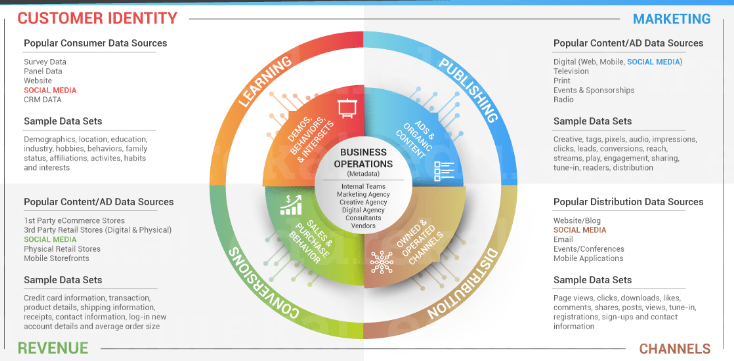 CUSTOMER IDENTITY
MARKETING
Popular Consumer Data Sources
Survey Data
Panel Data
Website
SOCIAL MEDIA
CRM DATA
Sample Data Sets
Demographics, location, education,
industry, hobbies, behaviors, family
status, affiliations, activites, habits
and interests
Popular Content/AD Data Sources
Digital (Web, Mobile, SOCIAL MEDIA)
Television
Print
Events & Sponsorships
Radio
Sample Data Sets
Creative, tags, pixels, audio, impressions,
clicks, leads, conversions, reach,
streams, play, engagement, sharing,
tune-in, readers, distribution
LEARNING
PUBLISHING
DEMOS,
BEHAVIORS,
& INTERSETS
ADS &
ORGANIC
CONTENT
BUSINESS
OPERATIONS
(Metadata)
Internal Teams
Marketing Agency
Creative Agency
Digital Agency
Consultants
Vendors
SALES &
PURCHASE
BEHAVIOR
OWNED &
OPERATED
CHANNELS
CONVERSIONS
DISTRIBUTION
Popular Content/AD Data Sources
1st Party eCommerce Stores
3rd Party Retail Stores (Digital & Physical)
SOCIAL MEDIA
Physical Retail Stores
Mobile Storefronts
Sample Data Sets
Credit card information, transaction,
product details, shipping information,
receipts, contact information, log-in new
account details and average order size
Popular Distribution Data Sources
Website/Blog
SOCIAL MEDIA
Email
Events/Conferences
Mobile Applications
Sample Data Sets
Page views, clicks, downloads, likes,
comments, shares, posts, views, tune-in,
registrations, sign-ups and contact
information
REVENUE
CHANNELS